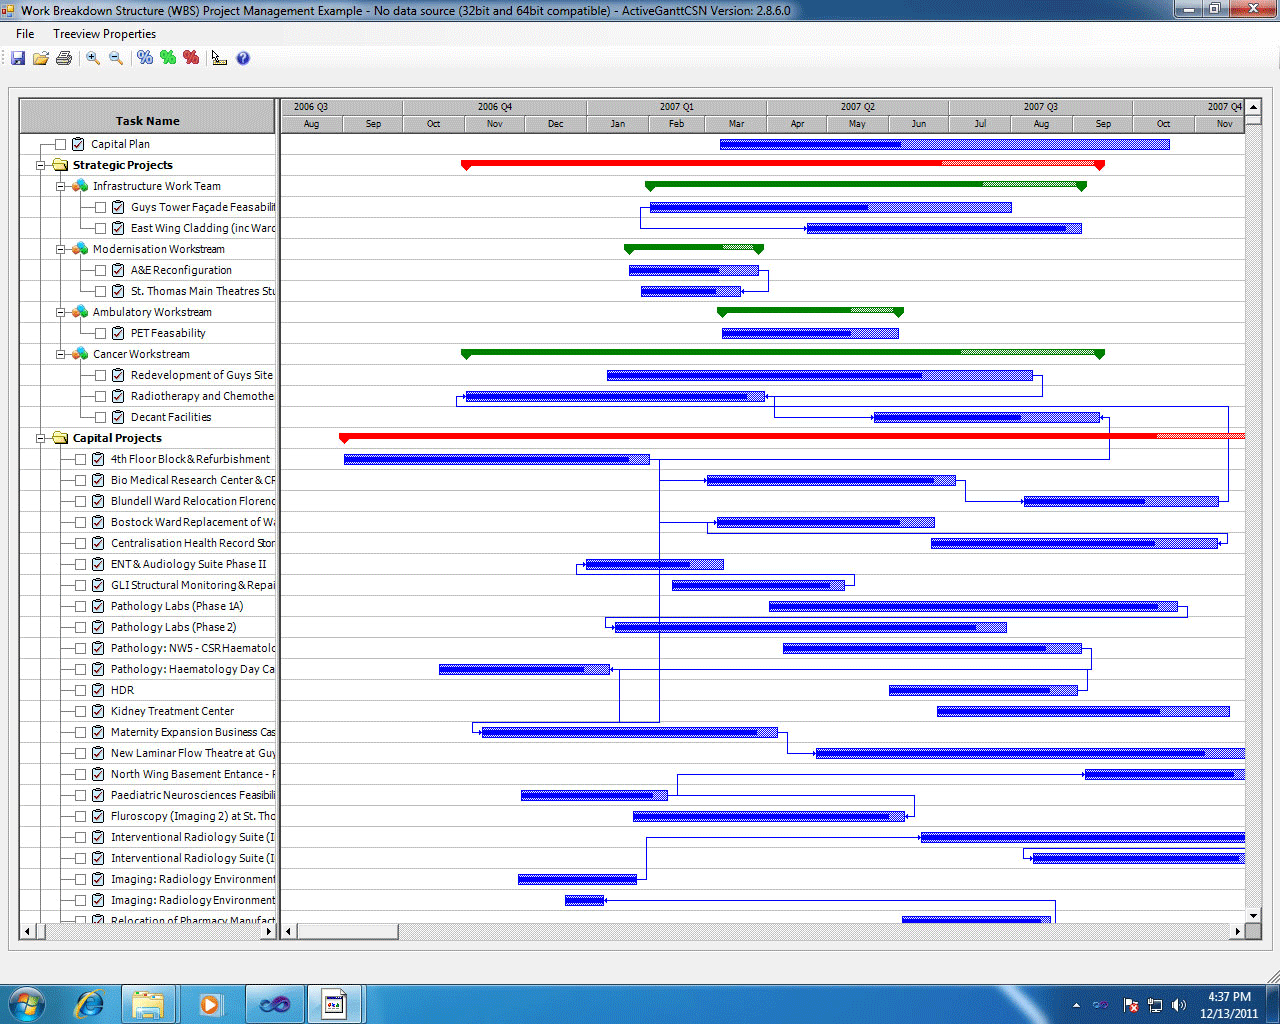 Work Breakdown Structure (WBS) Project Management Example - No data source (32bit and 64bit compatible) - ActiveGanttCSN Version: 2.8.6.0
File Treeview Properties
Task Name
2006 Q3 2006 Q4 2007 Q1 2007 Q2 2007 Q3 2007 Q4
Aug Sep Oct Nov Dec Jan Feb Mar Apr May Jun Jul Aug Sep Oct Nov
Capital Plan
Strategic Projects
Infrastructure Work Team
Guys Tower Façade Feasabili
East Wing Cladding (inc Ward
Modernisation Workstream
A&E Reconfiguration
St. Thomas Main Theatres Stu
Ambulatory Workstream
PET Feasability
Cancer Workstream
Redevelopment of Guys Site
Radiotherapy and Chemothe
Decant Facilities
Capital Projects
4th Floor Block & Refurbishment
Bio Medical Research Center & CR
Blundell Ward Relocation Florenc
Bostock Ward Replacement of Wa
Centralisation Health Record Stor
ENT & Audiology Suite Phase II
GLI Structural Monitoring & Repai
Pathology Labs (Phase 1A)
Pathology Labs (Phase 2)
Pathology: NW5 - CSR Haematolo
Pathology: Haematology Day Ca
HDR
Kidney Treatment Center
Maternity Expansion Business Cas
New Laminar Flow Theatre at Guy
North Wing Basement Entance - F
Paediatric Neurosciences Feasibili
Fluroscopy (Imaging 2) at St. Tho
Interventional Radiology Suite (I
Interventional Radiology Suite (I
Imaging: Radiology Environment
Imaging: Radiology Environment
Relocation of Pharmacy Manufact
4:37 PM
12/13/2011